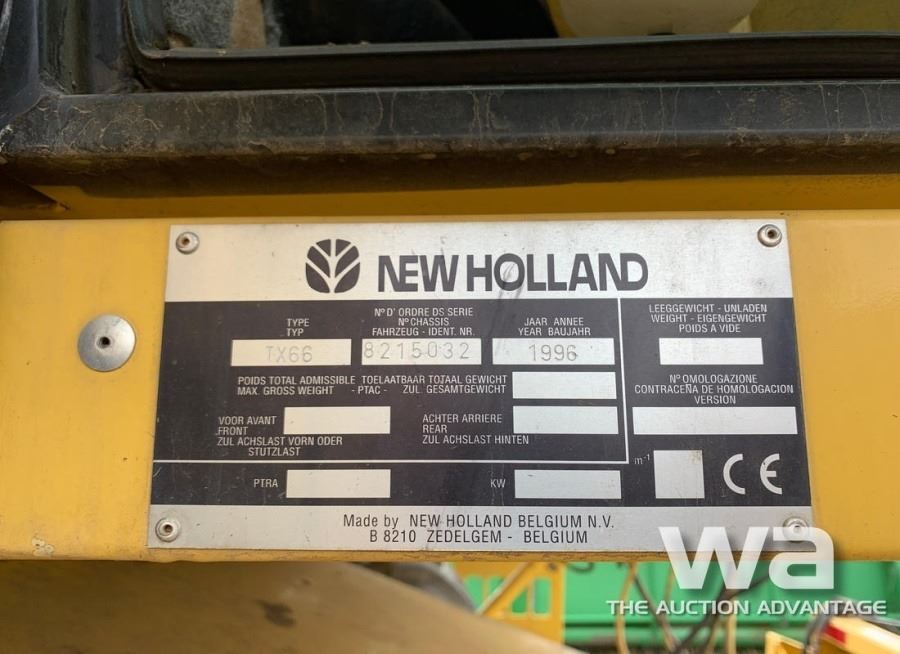 NEW HOLLAND
TYPE
TYP
N° D' ORDRE DS SERIE
N° CHASSIS
FAHRZEUG - IDENT. NR.
JAAR ANNEE
YEAR BAUJAHR
LEEGGEWICHT - UNLADEN
WEIGHT - EIGENGEWICHT
POIDS A VIDE
TX66
8215032
1996
POIDS TOTAL ADMISSIBLE TOELAATBAAR TOTAAL GEWICHT
MAX. GROSS WEIGHT - PTAC - ZUL. GESAMTGEWICHT
N° OMOLOGAZIONE
CONTRACEÑA DE HOMOLOGACION
VERSION
VOOR AVANT
FRONT
ZUL ACHSLAST VORN ODER
STUTZLAST
ACHTER ARRIERE
REAR
ZUL ACHSLAST HINTEN
PTRA
KW
m⁻¹
CE
Made by NEW HOLLAND BELGIUM N.V.
B 8210 ZEDELGEM - BELGIUM
wa
THE AUCTION ADVANTAGE